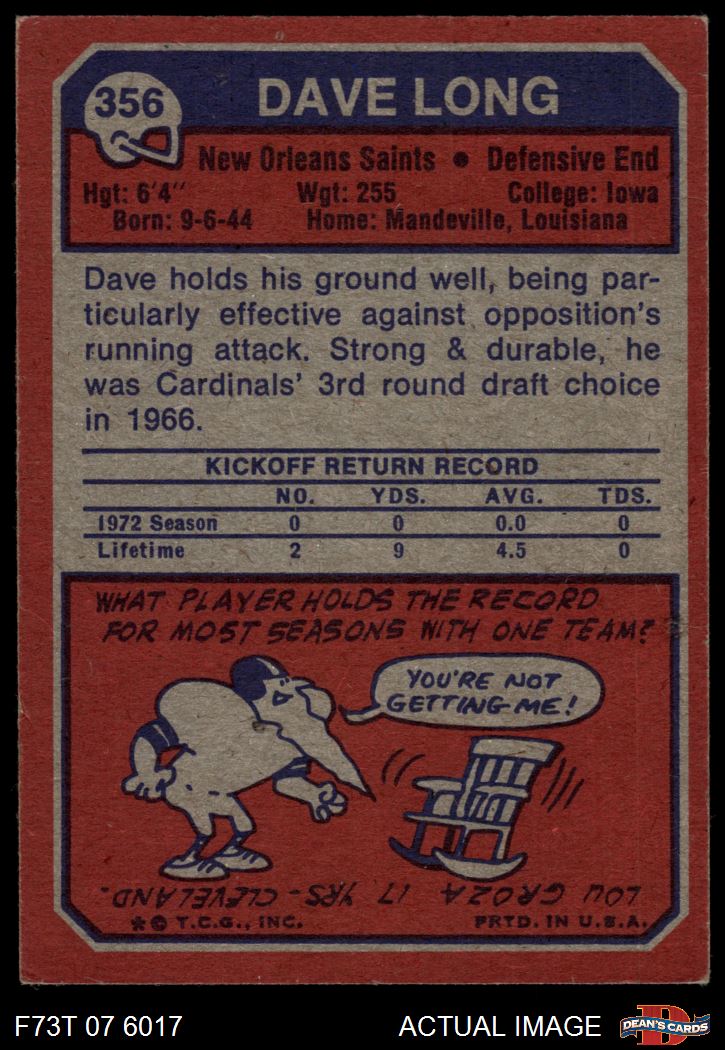 356
DAVE LONG
New Orleans Saints • Defensive End
Hgt: 6'4" Wgt: 255 College: Iowa
Born: 9-6-44 Home: Mandeville, Louisiana
Dave holds his ground well, being par-
ticularly effective against opposition's
running attack. Strong & durable, he
was Cardinals' 3rd round draft choice
in 1966.
KICKOFF RETURN RECORD
NO. YDS. AVG. TDS.
1972 Season 0 0 0.0 0
Lifetime 2 9 4.5 0
WHAT PLAYER HOLDS THE RECORD
FOR MOST SEASONS WITH ONE TEAM?
YOU'RE NOT
GETTING ME!
LOU GROZA 17 YRS - CLEVELAND.
* © T.C.G., INC. PRTD. IN U.S.A.
F73T 07 6017 ACTUAL IMAGE
D
DEAN'S CARDS